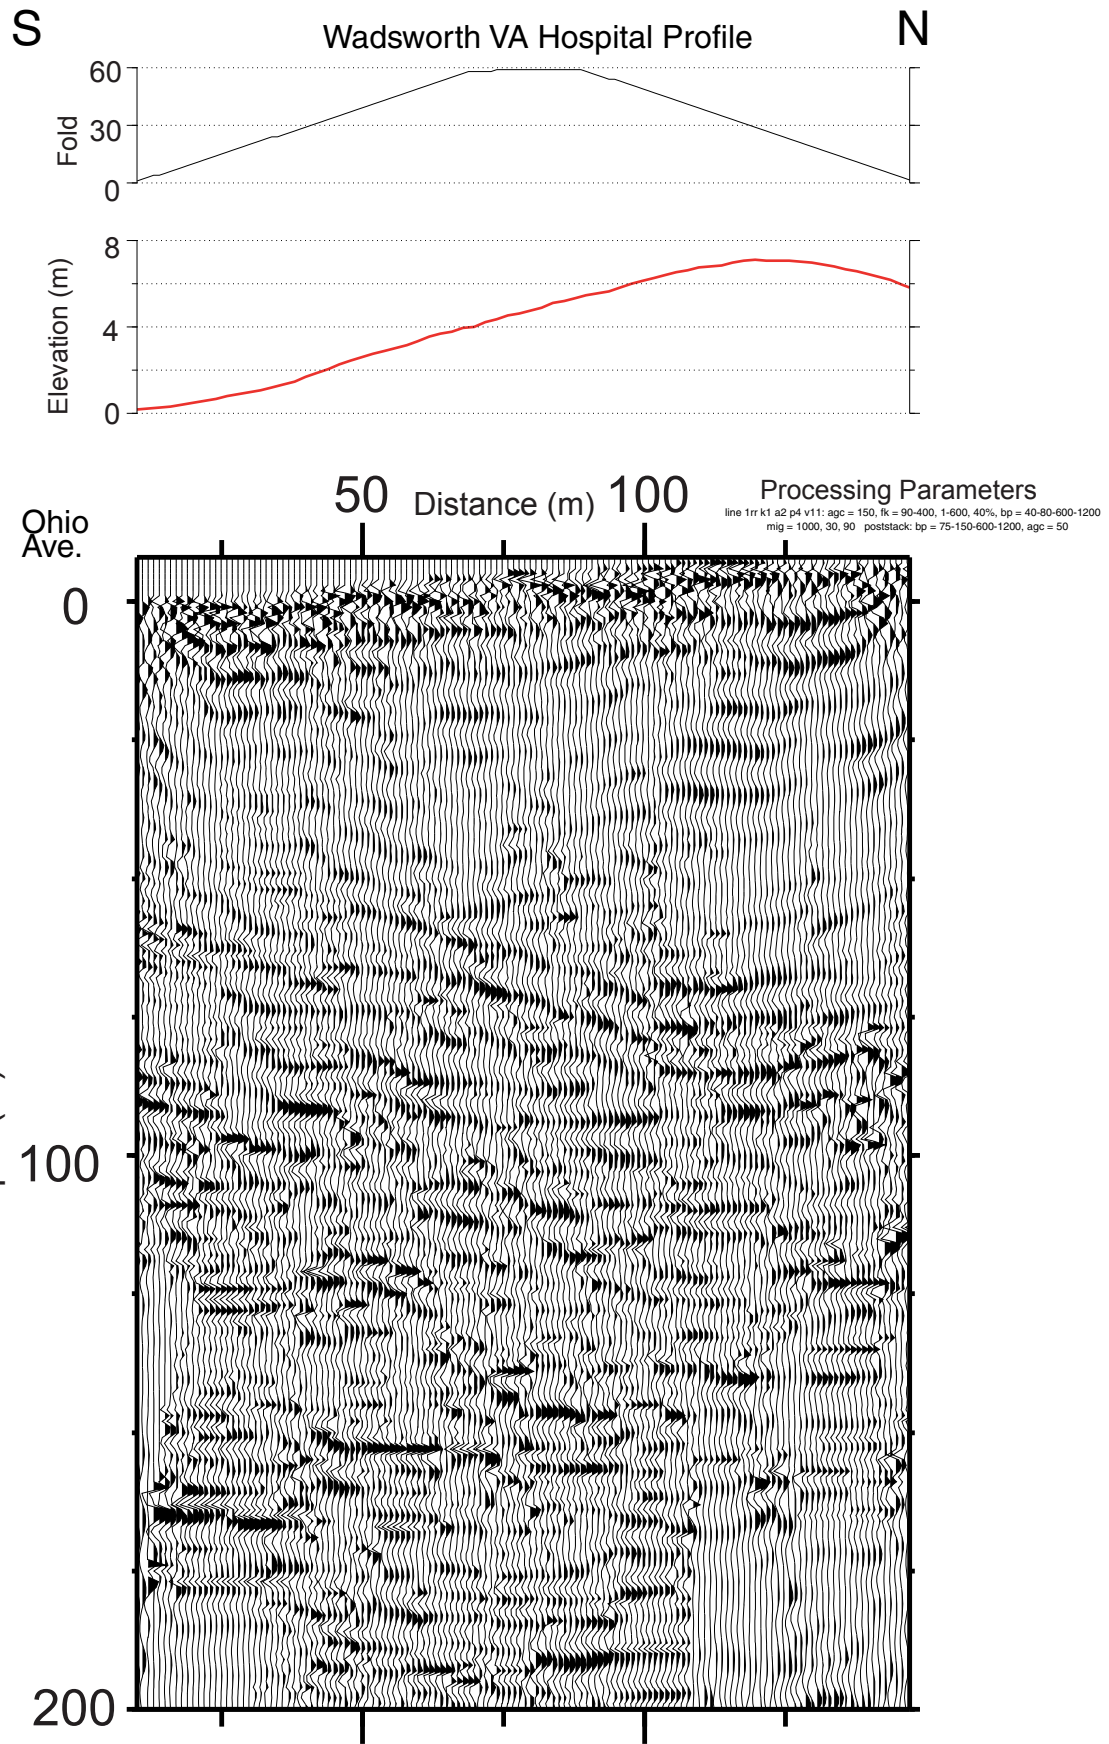 S
N
Wadsworth VA Hospital Profile
60
30
0
Fold
8
4
0
Elevation (m)
50
Distance (m)
100
Processing Parameters
line 1rr k1 a2 p4 v11: agc = 150, fk = 90-400, 1-600, 40%, bp = 40-80-600-1200
mig = 1000, 30, 90 poststack: bp = 75-150-600-1200, agc = 50
Ohio
Ave.
0
100
200